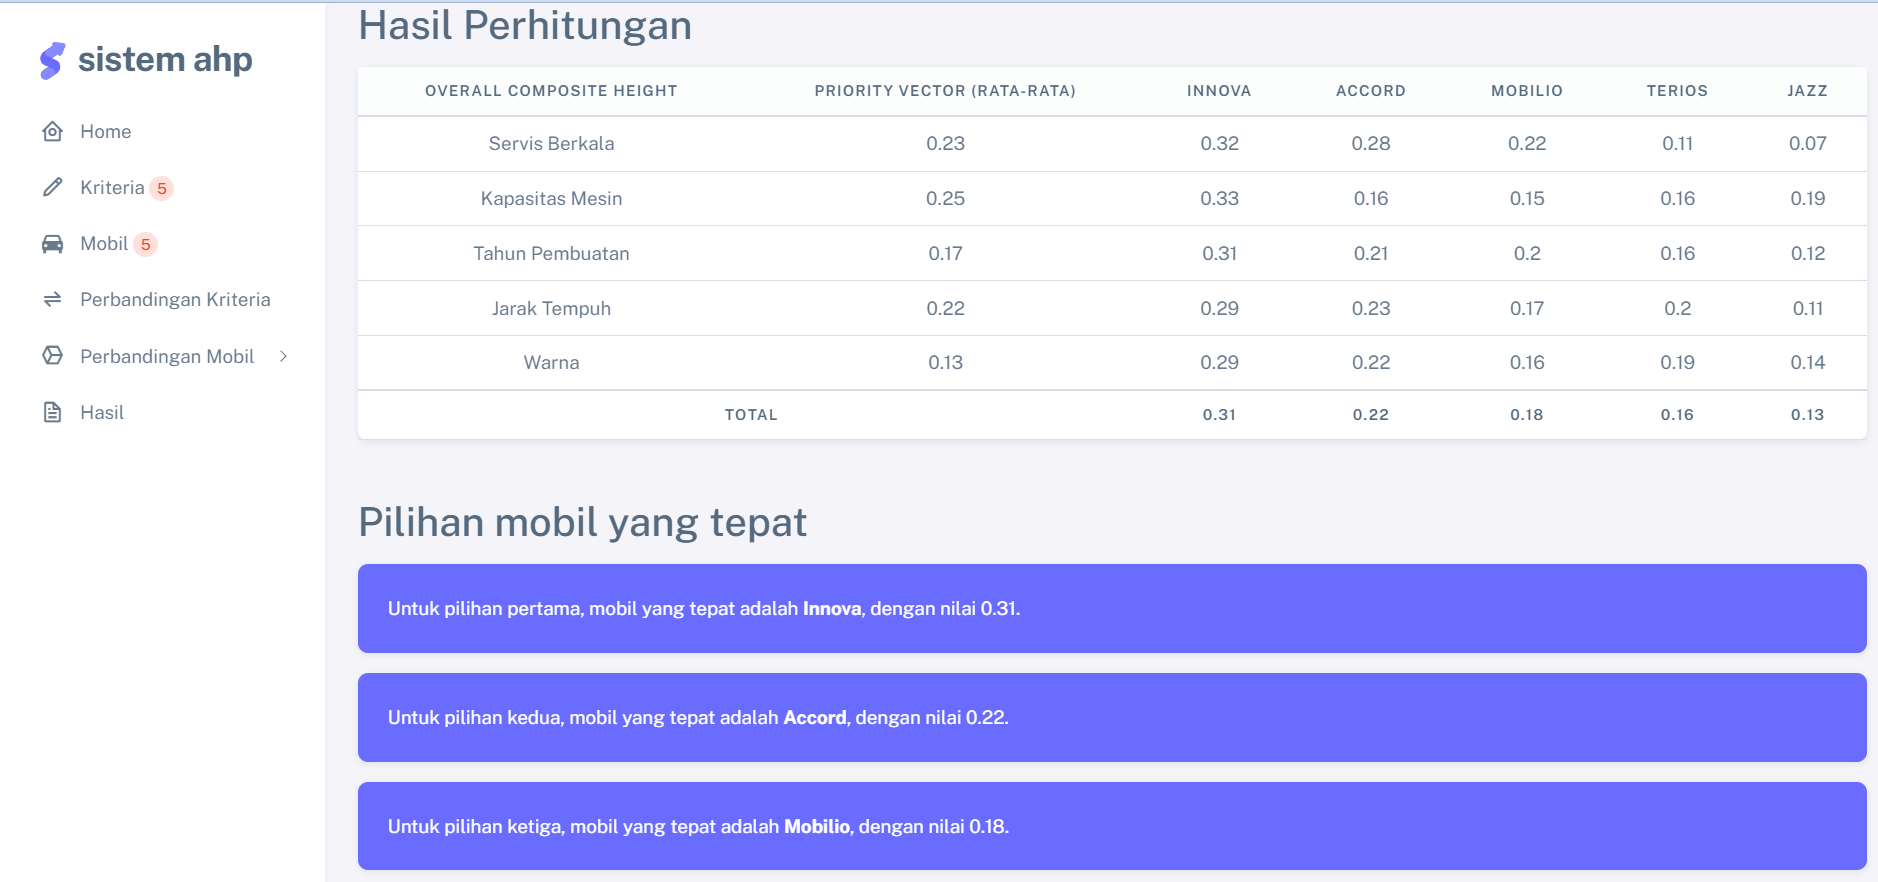 sistem ahp
Home
Kriteria 5
Mobil 5
Perbandingan Kriteria
Perbandingan Mobil
Hasil
Hasil Perhitungan
OVERALL COMPOSITE HEIGHT PRIORITY VECTOR (RATA-RATA) INNOVA ACCORD MOBILIO TERIOS JAZZ
Servis Berkala 0.23 0.32 0.28 0.22 0.11 0.07
Kapasitas Mesin 0.25 0.33 0.16 0.15 0.16 0.19
Tahun Pembuatan 0.17 0.31 0.21 0.2 0.16 0.12
Jarak Tempuh 0.22 0.29 0.23 0.17 0.2 0.11
Warna 0.13 0.29 0.22 0.16 0.19 0.14
TOTAL 0.31 0.22 0.18 0.16 0.13
Pilihan mobil yang tepat
Untuk pilihan pertama, mobil yang tepat adalah Innova, dengan nilai 0.31.
Untuk pilihan kedua, mobil yang tepat adalah Accord, dengan nilai 0.22.
Untuk pilihan ketiga, mobil yang tepat adalah Mobilio, dengan nilai 0.18.